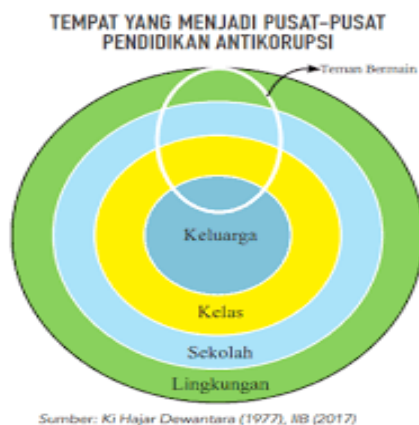 TEMPAT YANG MENJADI PUSAT-PUSAT
PENDIDIKAN ANTIKORUPSI
Teman Bermain
Keluarga
Kelas
Sekolah
Lingkungan
Sumber: Ki Hajar Dewantara (1977), IIB (2017)